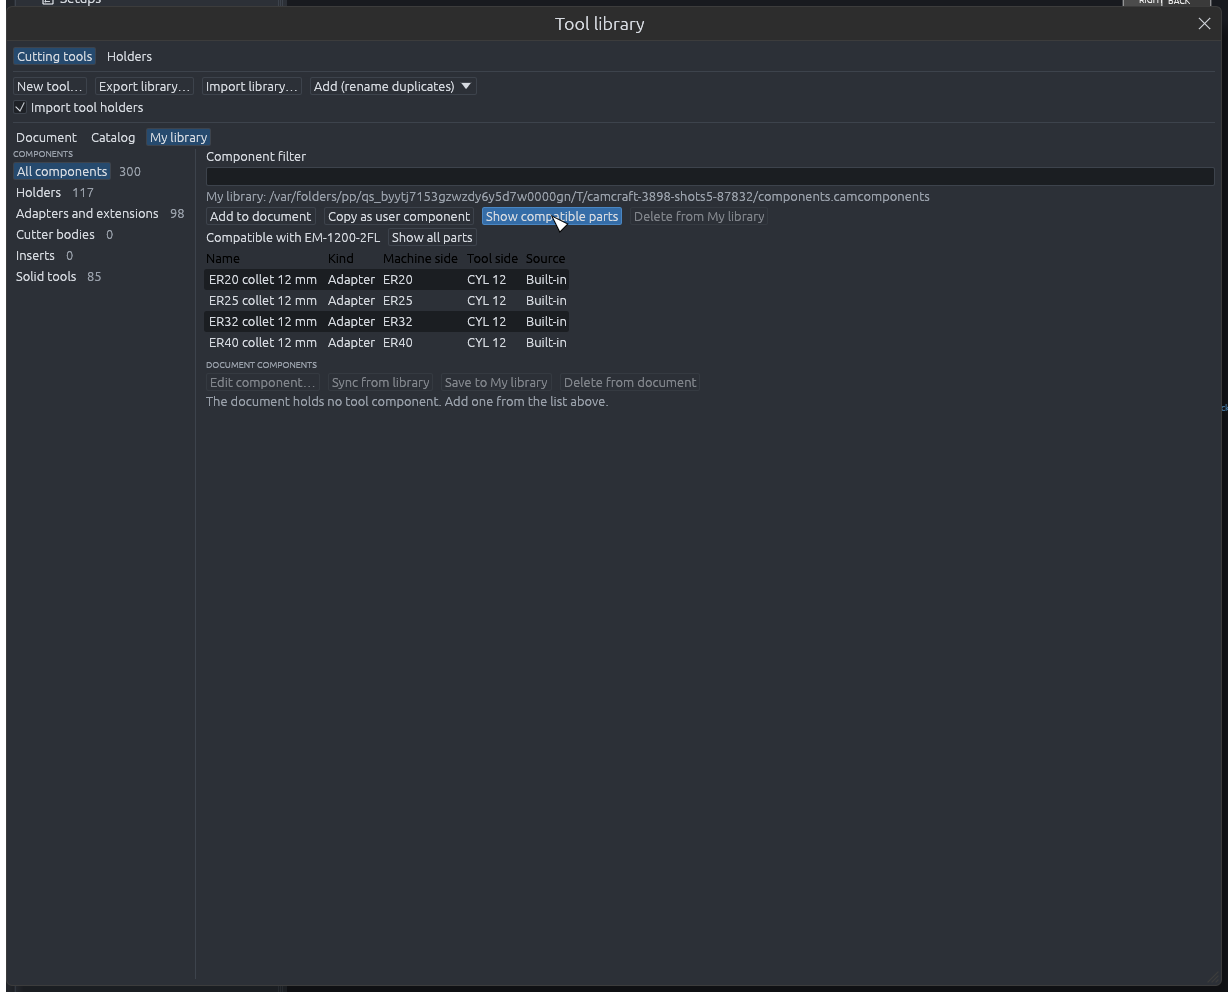 Setups
RIGHT BACK
Tool library
Cutting tools Holders
New tool... Export library... Import library... Add (rename duplicates)
Import tool holders
Document Catalog My library
COMPONENTS
All components 300
Holders 117
Adapters and extensions 98
Cutter bodies 0
Inserts 0
Solid tools 85
Component filter
My library: /var/folders/pp/qs_byytj7153gzwzdy6y5d7w0000gn/T/camcraft-3898-shots5-87832/components.camcomponents
Add to document Copy as user component Show compatible parts Delete from My library
Compatible with EM-1200-2FL Show all parts
Name Kind Machine side Tool side Source
ER20 collet 12 mm Adapter ER20 CYL 12 Built-in
ER25 collet 12 mm Adapter ER25 CYL 12 Built-in
ER32 collet 12 mm Adapter ER32 CYL 12 Built-in
ER40 collet 12 mm Adapter ER40 CYL 12 Built-in
DOCUMENT COMPONENTS
Edit component... Sync from library Save to My library Delete from document
The document holds no tool component. Add one from the list above.